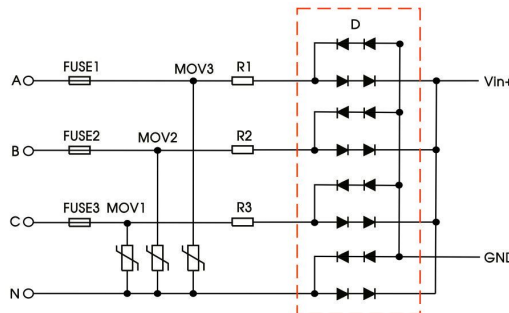 D
FUSE1
MOV3
R1
A
Vin+
FUSE2
MOV2
R2
B
FUSE3
MOV1
R3
C
GND
N